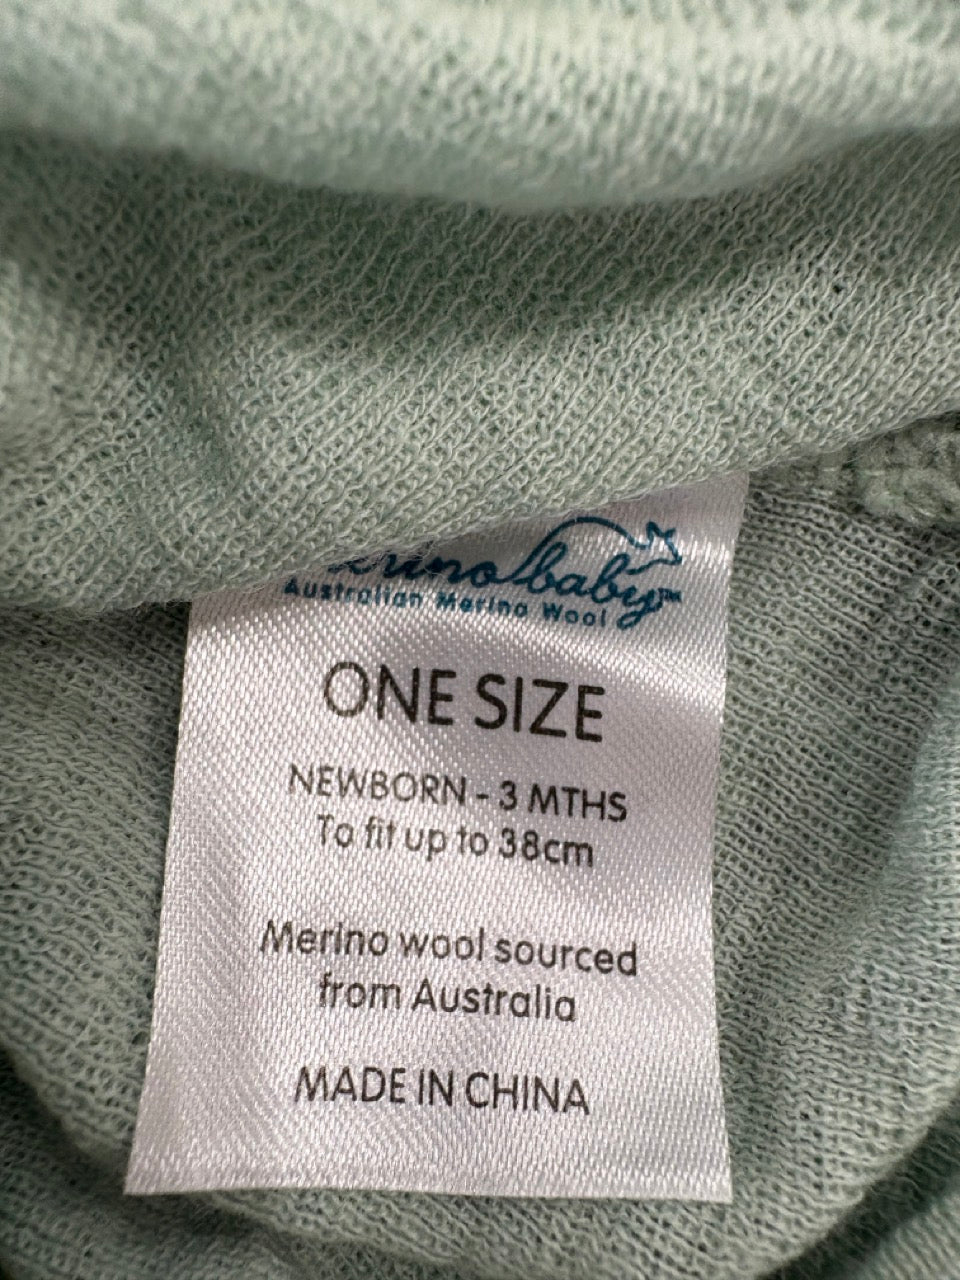 baby™
Australian Merino Wool
ONE SIZE
NEWBORN - 3 MTHS
To fit up to 38cm
Merino wool sourced
from Australia
MADE IN CHINA